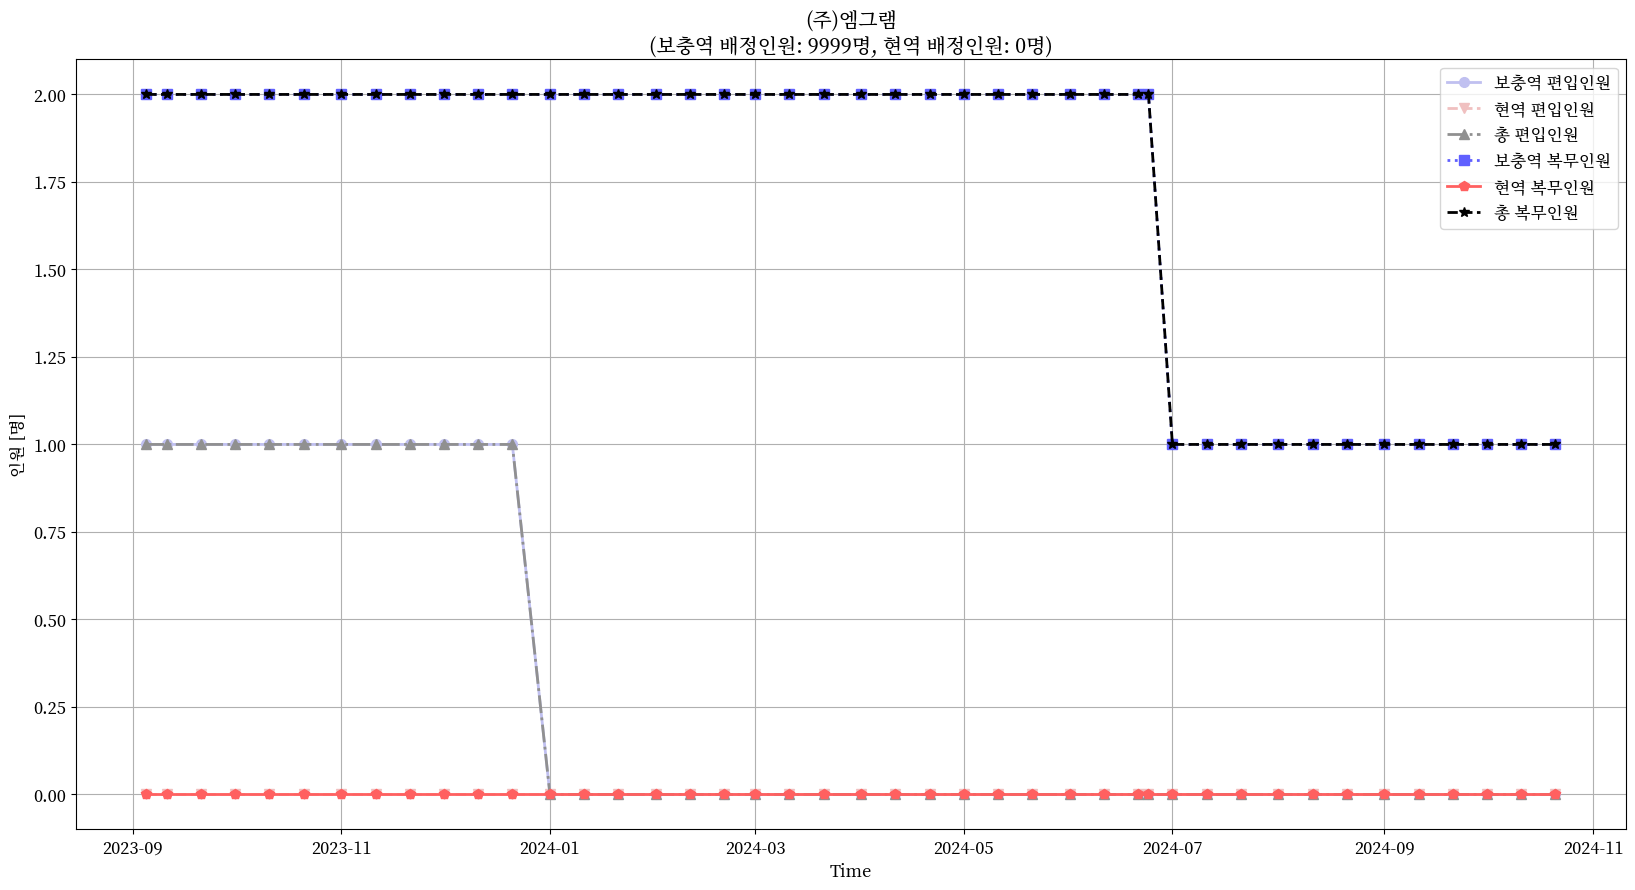 (주)엠그램
(보충역 배정인원: 9999명, 현역 배정인원: 0명)
보충역 편입인원
현역 편입인원
총 편입인원
보충역 복무인원
현역 복무인원
총 복무인원
2.00
1.75
1.50
1.25
1.00
0.75
0.50
0.25
0.00
인원 [명]
2023-09 2023-11 2024-01 2024-03 2024-05 2024-07 2024-09 2024-11
Time